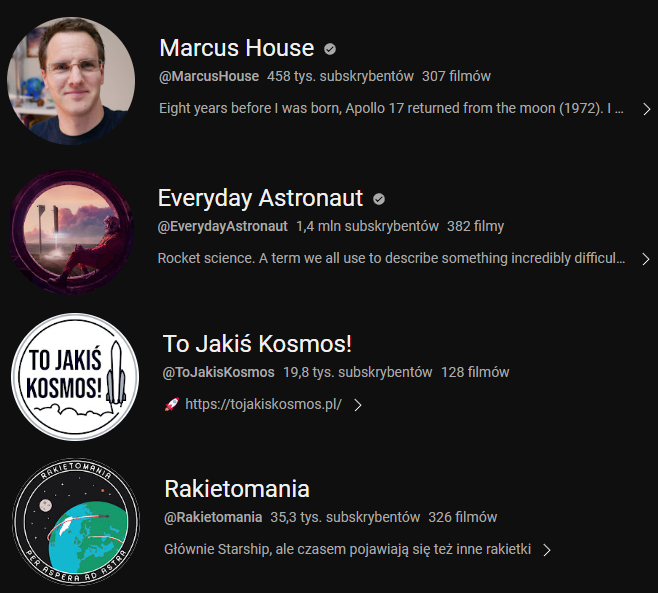 Marcus House
@MarcusHouse 458 tys. subskrybentów 307 filmów
Eight years before I was born, Apollo 17 returned from the moon (1972). I ...
Everyday Astronaut
@EverydayAstronaut 1,4 mln subskrybentów 382 filmy
Rocket science. A term we all use to describe something incredibly difficul...
TO JAKIŚ
KOSMOS!
To Jakiś Kosmos!
@ToJakisKosmos 19,8 tys. subskrybentów 128 filmów
🚀 https://tojakiskosmos.pl/
RAKIETOMANIA
PER ASPERA AD ASTRA
Rakietomania
@Rakietomania 35,3 tys. subskrybentów 326 filmów
Głównie Starship, ale czasem pojawiają się też inne rakietki